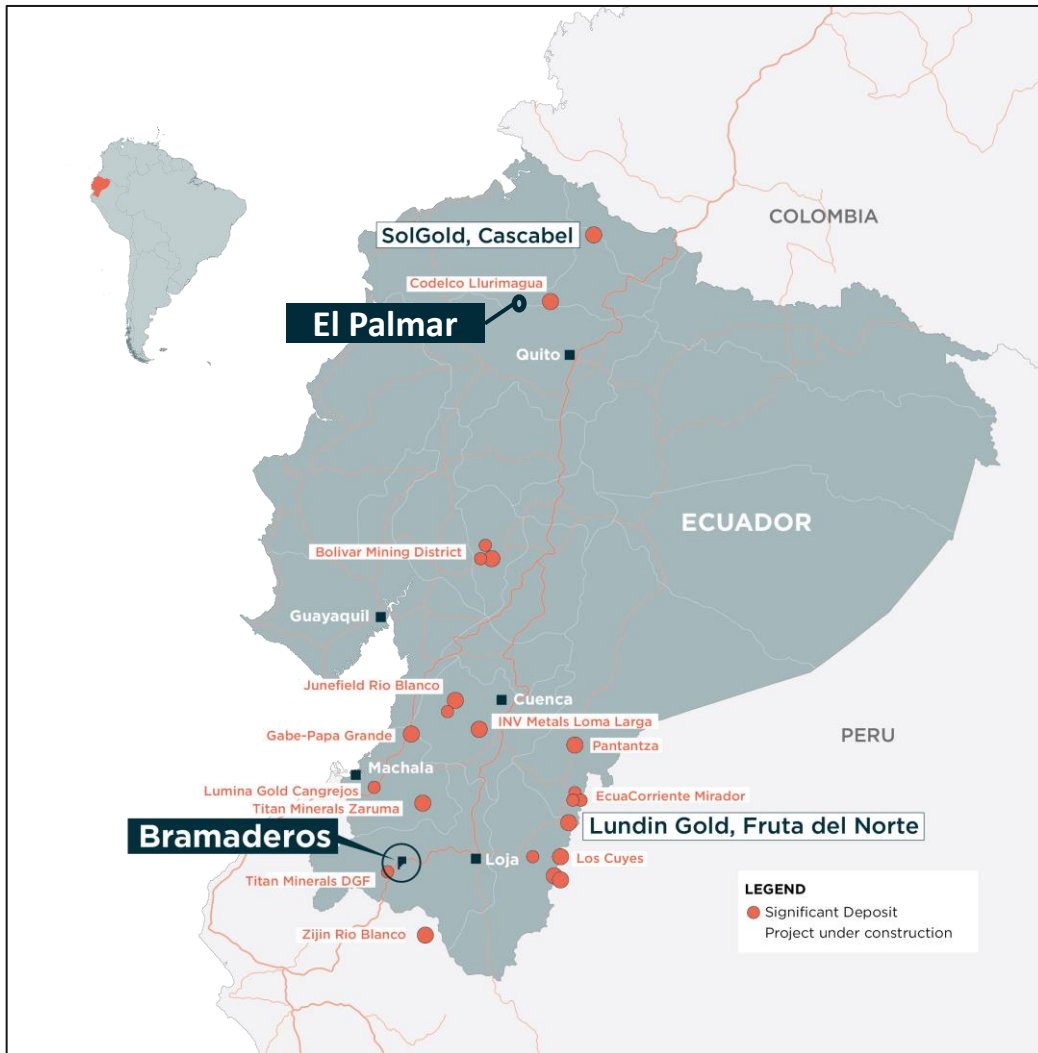 COLOMBIA
SolGold, Cascabel
Codelco Llurimagua
El Palmar
Quito
ECUADOR
Bolivar Mining District
Guayaquil
Junefield Rio Blanco
Cuenca
INV Metals Loma Larga
Gabe-Papa Grande
PERU
Pantantza
Machala
Lumina Gold Cangrejos
EcuaCorriente Mirador
Titan Minerals Zaruma
Lundin Gold, Fruta del Norte
Bramaderos
Loja
Los Cuyes
Titan Minerals DGF
LEGEND
Significant Deposit
Project under construction
Zijin Rio Blanco